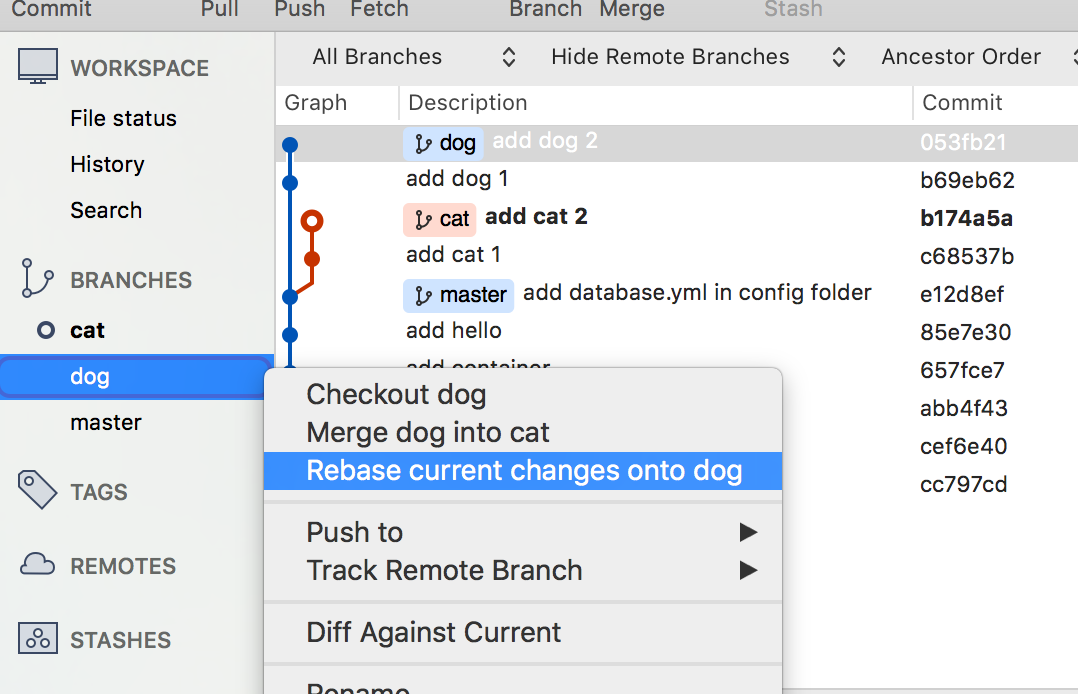 Commit Pull Push Fetch Branch Merge Stash
WORKSPACE
File status
History
Search
BRANCHES
cat
dog
master
TAGS
REMOTES
STASHES
All Branches Hide Remote Branches Ancestor Order
Graph Description Commit
dog add dog 2 053fb21
add dog 1 b69eb62
cat add cat 2 b174a5a
add cat 1 c68537b
master add database.yml in config folder e12d8ef
add hello 85e7e30
add container 657fce7
abb4f43
cef6e40
cc797cd
Checkout dog
Merge dog into cat
Rebase current changes onto dog
Push to
Track Remote Branch
Diff Against Current
Rename